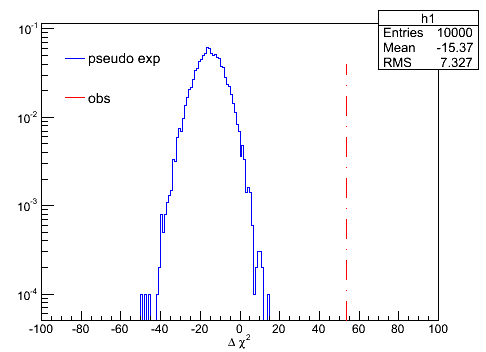 h1
Entries 10000
Mean -15.37
RMS 7.327
pseudo exp
obs
10^-1
10^-2
10^-3
10^-4
-100 -80 -60 -40 -20 0 20 40 60 80 100
Δ χ²